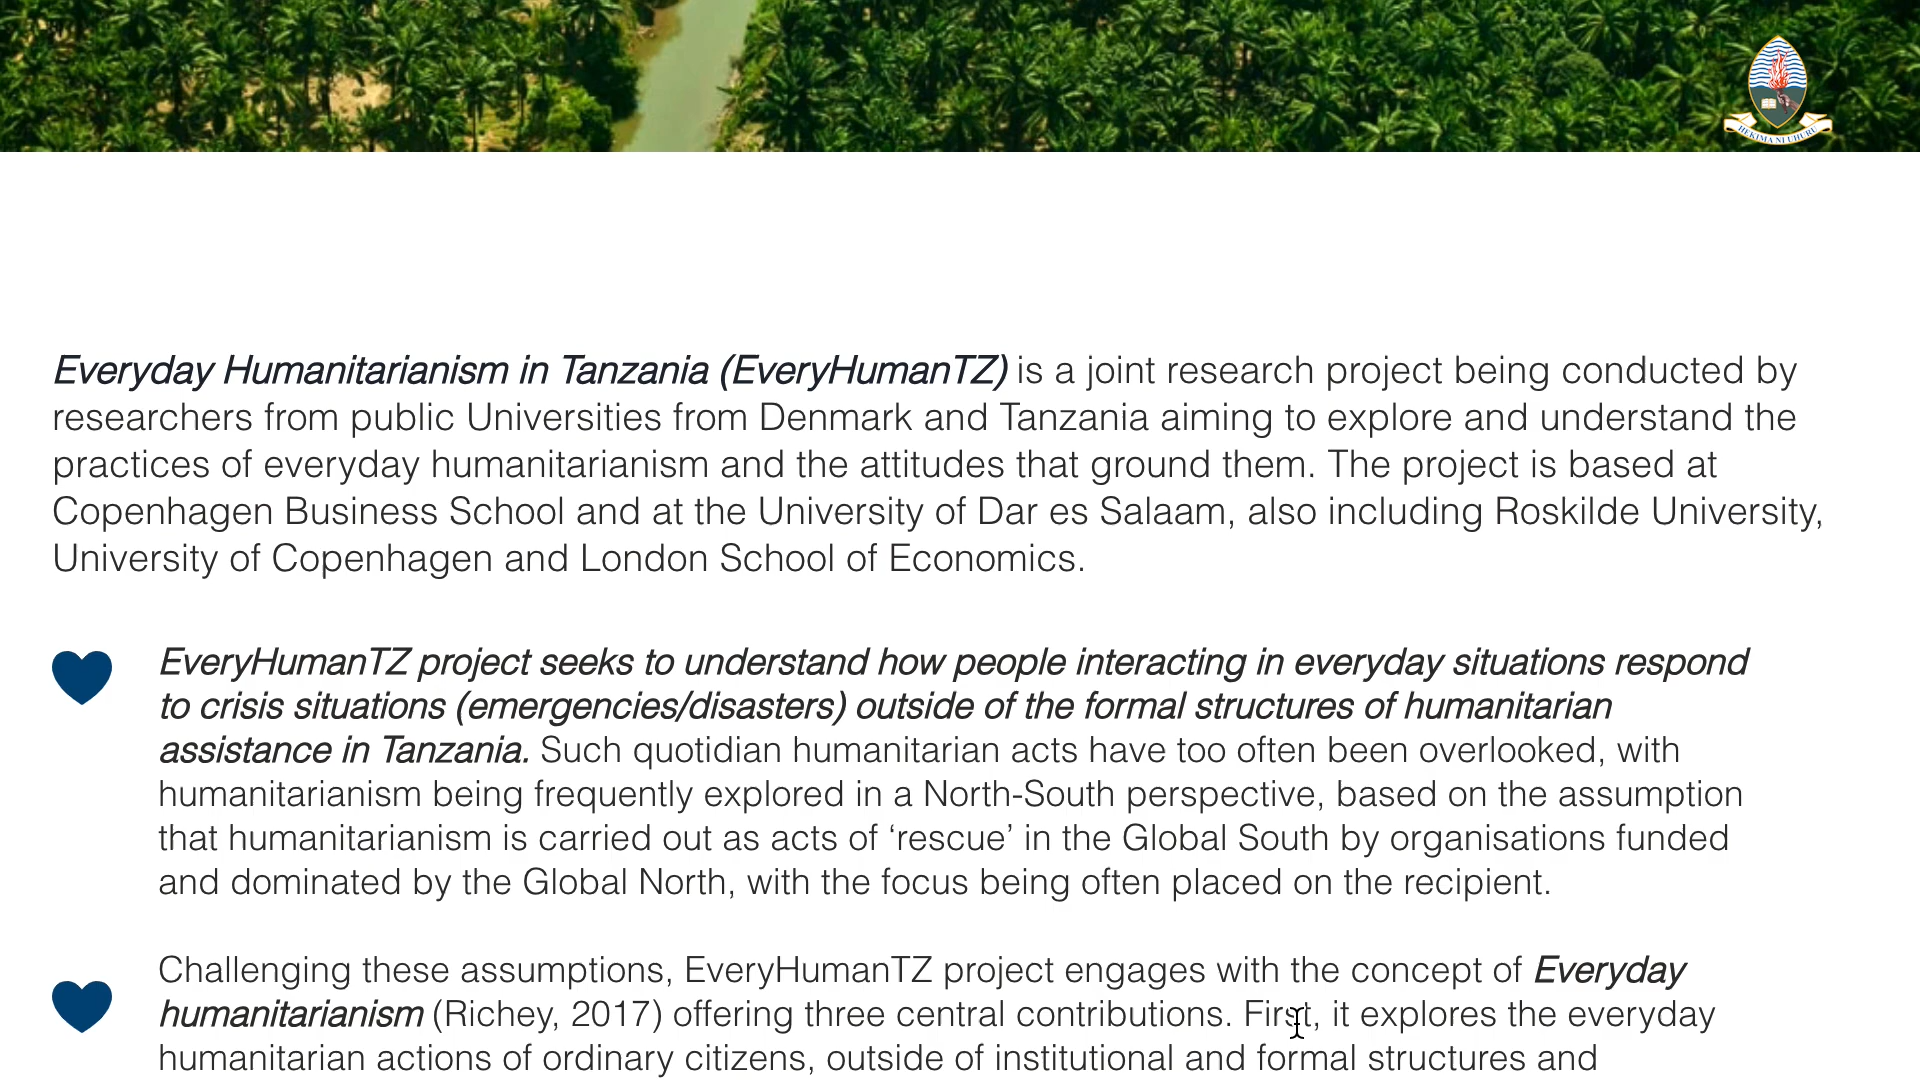 HEKIMA NI UHURU
Everyday Humanitarianism in Tanzania (EveryHumanTZ) is a joint research project being conducted by
researchers from public Universities from Denmark and Tanzania aiming to explore and understand the
practices of everyday humanitarianism and the attitudes that ground them. The project is based at
Copenhagen Business School and at the University of Dar es Salaam, also including Roskilde University,
University of Copenhagen and London School of Economics.
EveryHumanTZ project seeks to understand how people interacting in everyday situations respond
to crisis situations (emergencies/disasters) outside of the formal structures of humanitarian
assistance in Tanzania. Such quotidian humanitarian acts have too often been overlooked, with
humanitarianism being frequently explored in a North-South perspective, based on the assumption
that humanitarianism is carried out as acts of ‘rescue’ in the Global South by organisations funded
and dominated by the Global North, with the focus being often placed on the recipient.
Challenging these assumptions, EveryHumanTZ project engages with the concept of Everyday
humanitarianism (Richey, 2017) offering three central contributions. First, it explores the everyday
humanitarian actions of ordinary citizens, outside of institutional and formal structures and